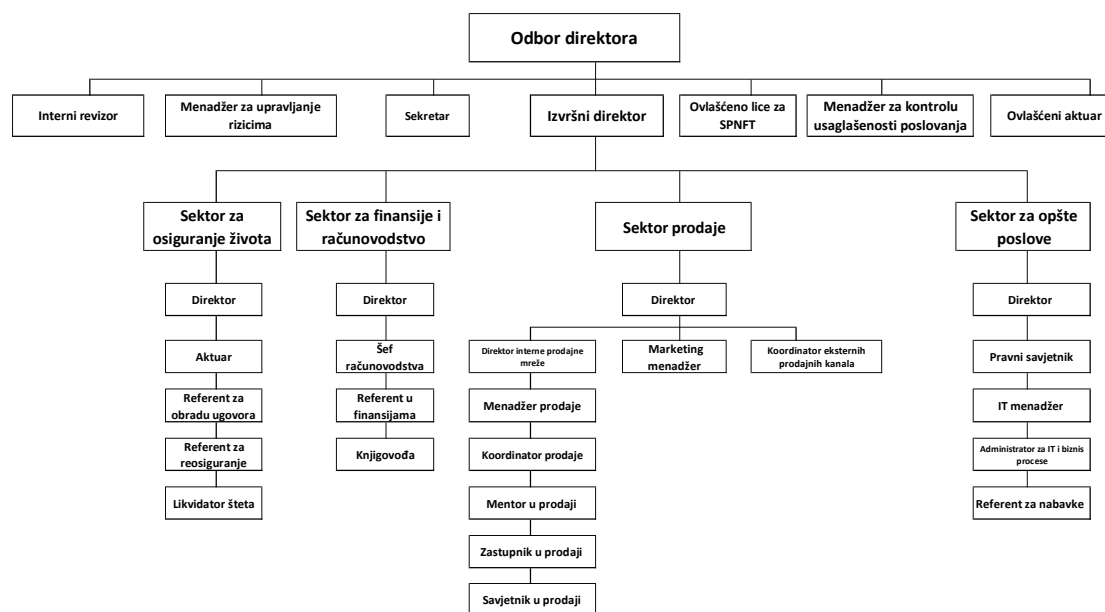 Odbor direktora
Interni revizor
Menadžer za upravljanje
rizicima
Sekretar
Izvršni direktor
Ovlašćeno lice za
SPNFT
Menadžer za kontrolu
usaglašenosti poslovanja
Ovlašćeni aktuar
Sektor za
osiguranje života
Direktor
Aktuar
Referent za
obradu ugovora
Referent za
reosiguranje
Likvidator šteta
Sektor za finansije i
računovodstvo
Direktor
Šef
računovodstva
Referent u
finansijama
Knjigovođa
Sektor prodaje
Direktor
Direktor interne prodajne
mreže
Marketing
menadžer
Koordinator eksternih
prodajnih kanala
Menadžer prodaje
Koordinator prodaje
Mentor u prodaji
Zastupnik u prodaji
Savjetnik u prodaji
Sektor za opšte
poslove
Direktor
Pravni savjetnik
IT menadžer
Administrator za IT i biznis
procese
Referent za nabavke